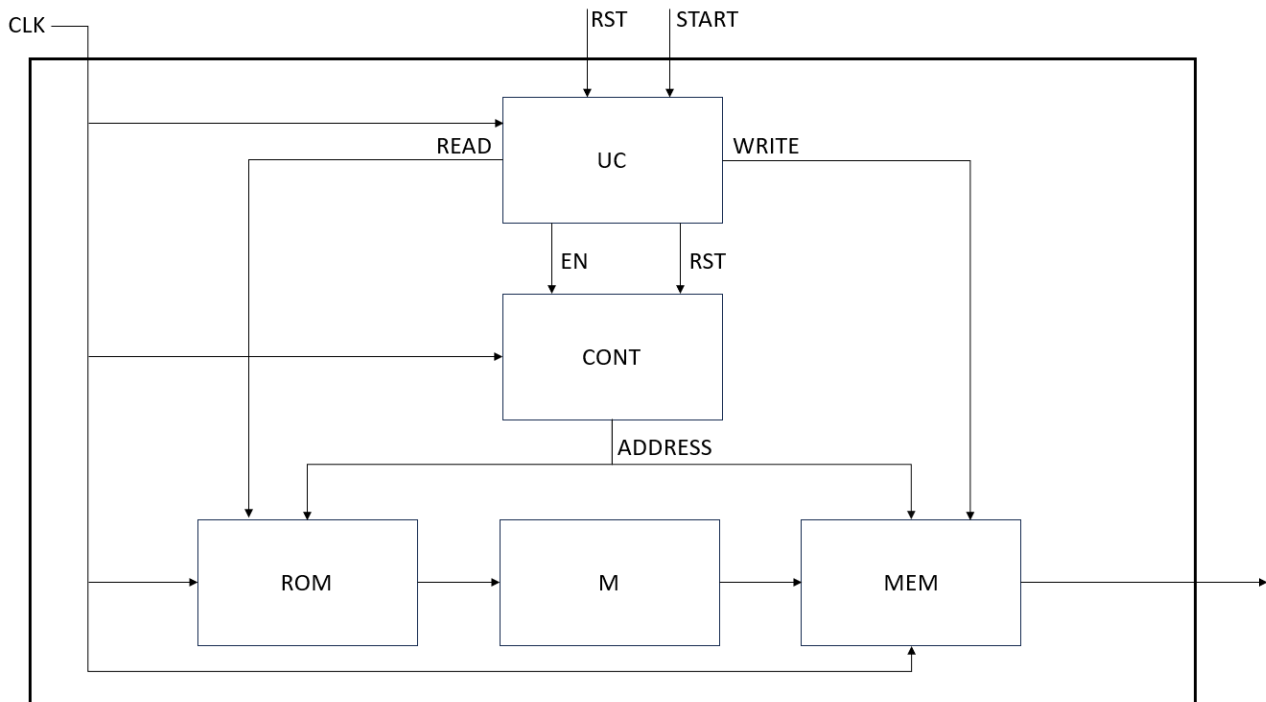 CLK
RST
START
READ
UC
WRITE
EN
RST
CONT
ADDRESS
ROM
M
MEM